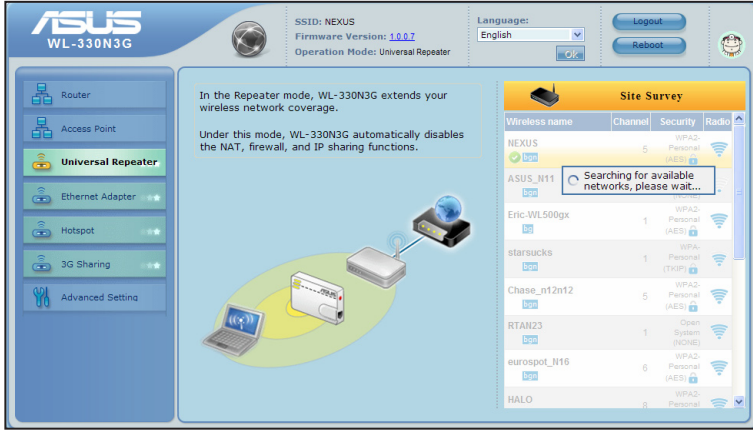 ASUS
WL-330N3G
SSID: NEXUS
Firmware Version: 1.0.0.7
Operation Mode: Universal Repeater
Language:
English
OK
Logout
Reboot
Router
Access Point
Universal Repeater
Ethernet Adapter
Hotspot
3G Sharing
Advanced Setting
In the Repeater mode, WL-330N3G extends your
wireless network coverage.
Under this mode, WL-330N3G automatically disables
the NAT, firewall, and IP sharing functions.
Site Survey
Wireless name Channel Security Radio
NEXUS
bgn
5
WPA2-
Personal
(AES)
ASUS_N11
bgn
(NONE)
Searching for available
networks, please wait...
Eric-WL500gx
bg
1
WPA2-
Personal
(AES)
starsucks
bgn
1
WPA-
Personal
(TKIP)
Chase_n12n12
bgn
5
WPA2-
Personal
(AES)
RTAN23
bgn
1
Open
System
(NONE)
eurospot_N16
bgn
6
WPA2-
Personal
(AES)
HALO
8
WPA2-
Personal